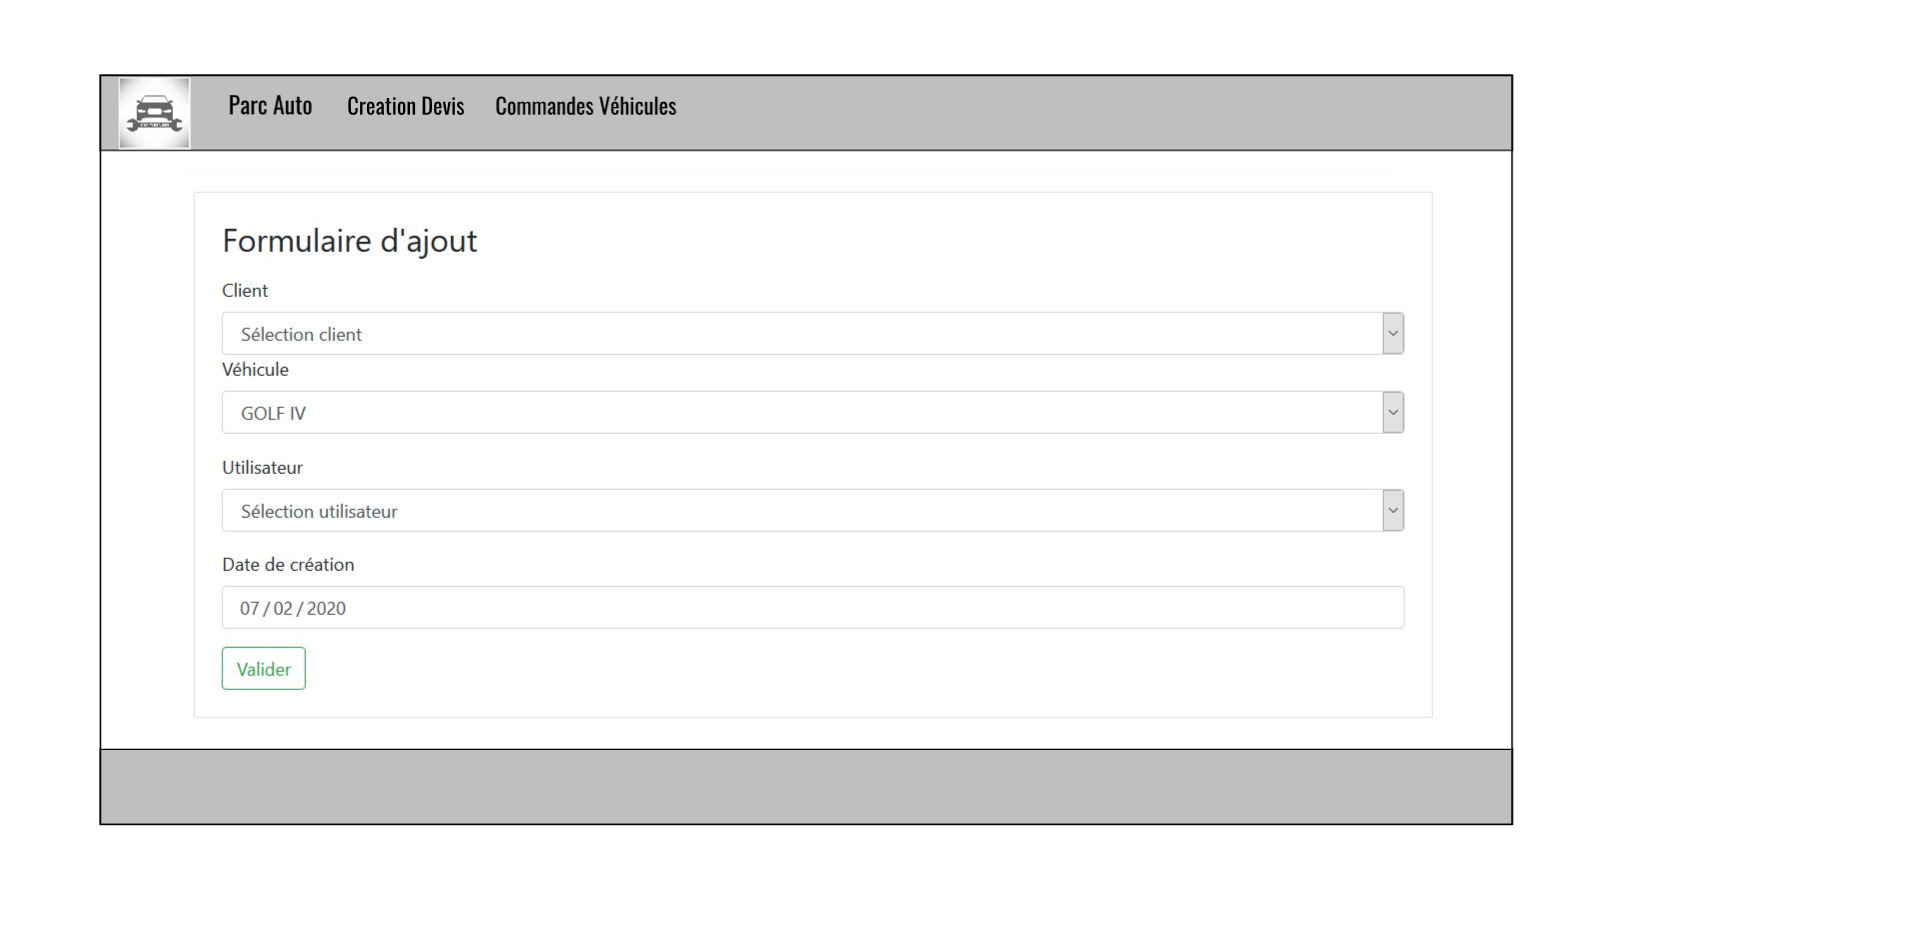 Parc Auto Creation Devis Commandes Véhicules
Formulaire d'ajout
Client
Sélection client
Véhicule
GOLF IV
Utilisateur
Sélection utilisateur
Date de création
07 / 02 / 2020
Valider